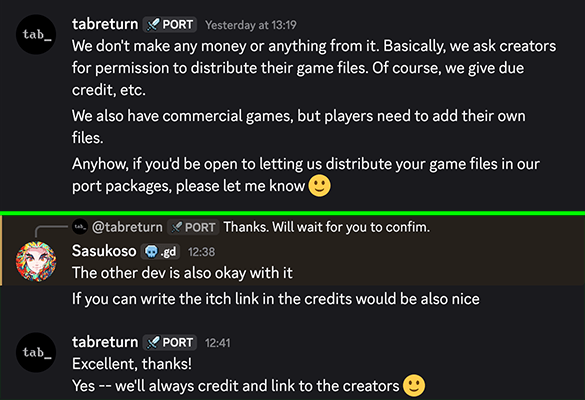 tabreturn PORT Yesterday at 13:19
We don't make any money or anything from it. Basically, we ask creators
for permission to distribute their game files. Of course, we give due
credit, etc.
We also have commercial games, but players need to add their own
files.
Anyhow, if you'd be open to letting us distribute your game files in our
port packages, please let me know 🙂
tab_
tab_ @tabreturn PORT Thanks. Will wait for you to confim.
Sasukoso .gd 12:38
The other dev is also okay with it
If you can write the itch link in the credits would be also nice
tabreturn PORT 12:41
tab_
Excellent, thanks!
Yes -- we'll always credit and link to the creators 🙂